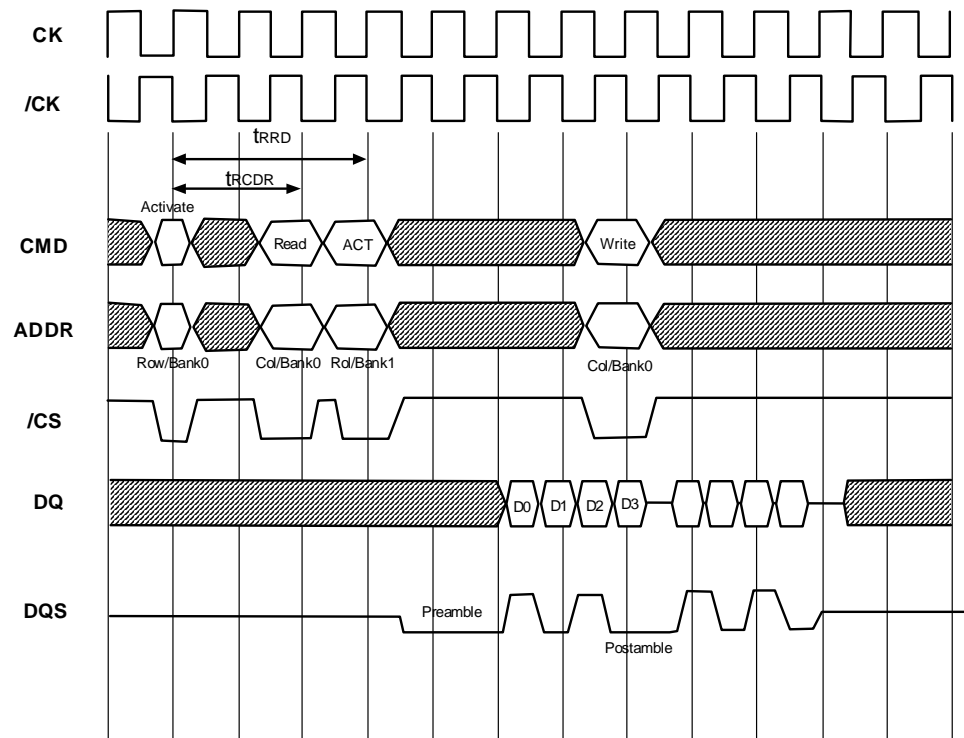 CK
/CK
tRRD
tRCDR
Activate
CMD
Read
ACT
Write
ADDR
Row/Bank0
Col/Bank0
Rol/Bank1
Col/Bank0
/CS
DQ
D0
D1
D2
D3
DQS
Preamble
Postamble